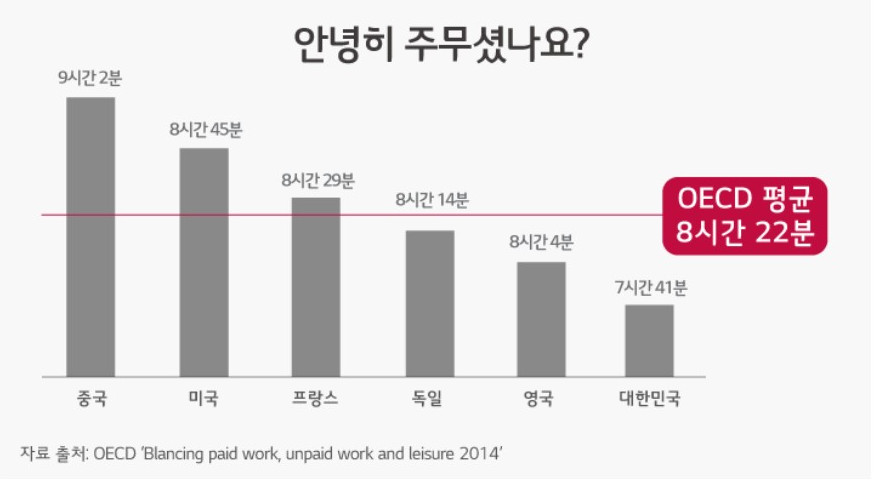 안녕히 주무셨나요?
9시간 2분
8시간 45분
8시간 29분
8시간 14분
8시간 4분
7시간 41분
OECD 평균
8시간 22분
중국
미국
프랑스
독일
영국
대한민국
자료 출처: OECD ‘Blancing paid work, unpaid work and leisure 2014’